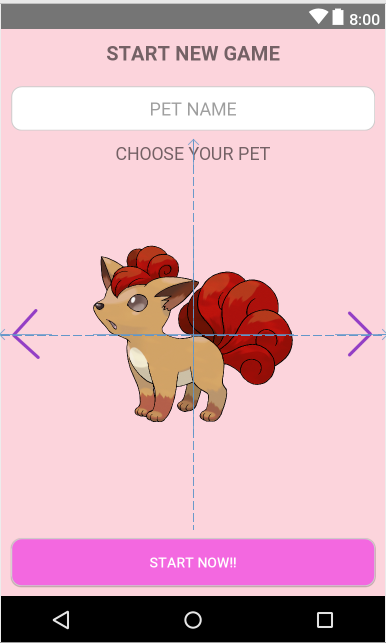 8:00
START NEW GAME
PET NAME
CHOOSE YOUR PET
START NOW!!